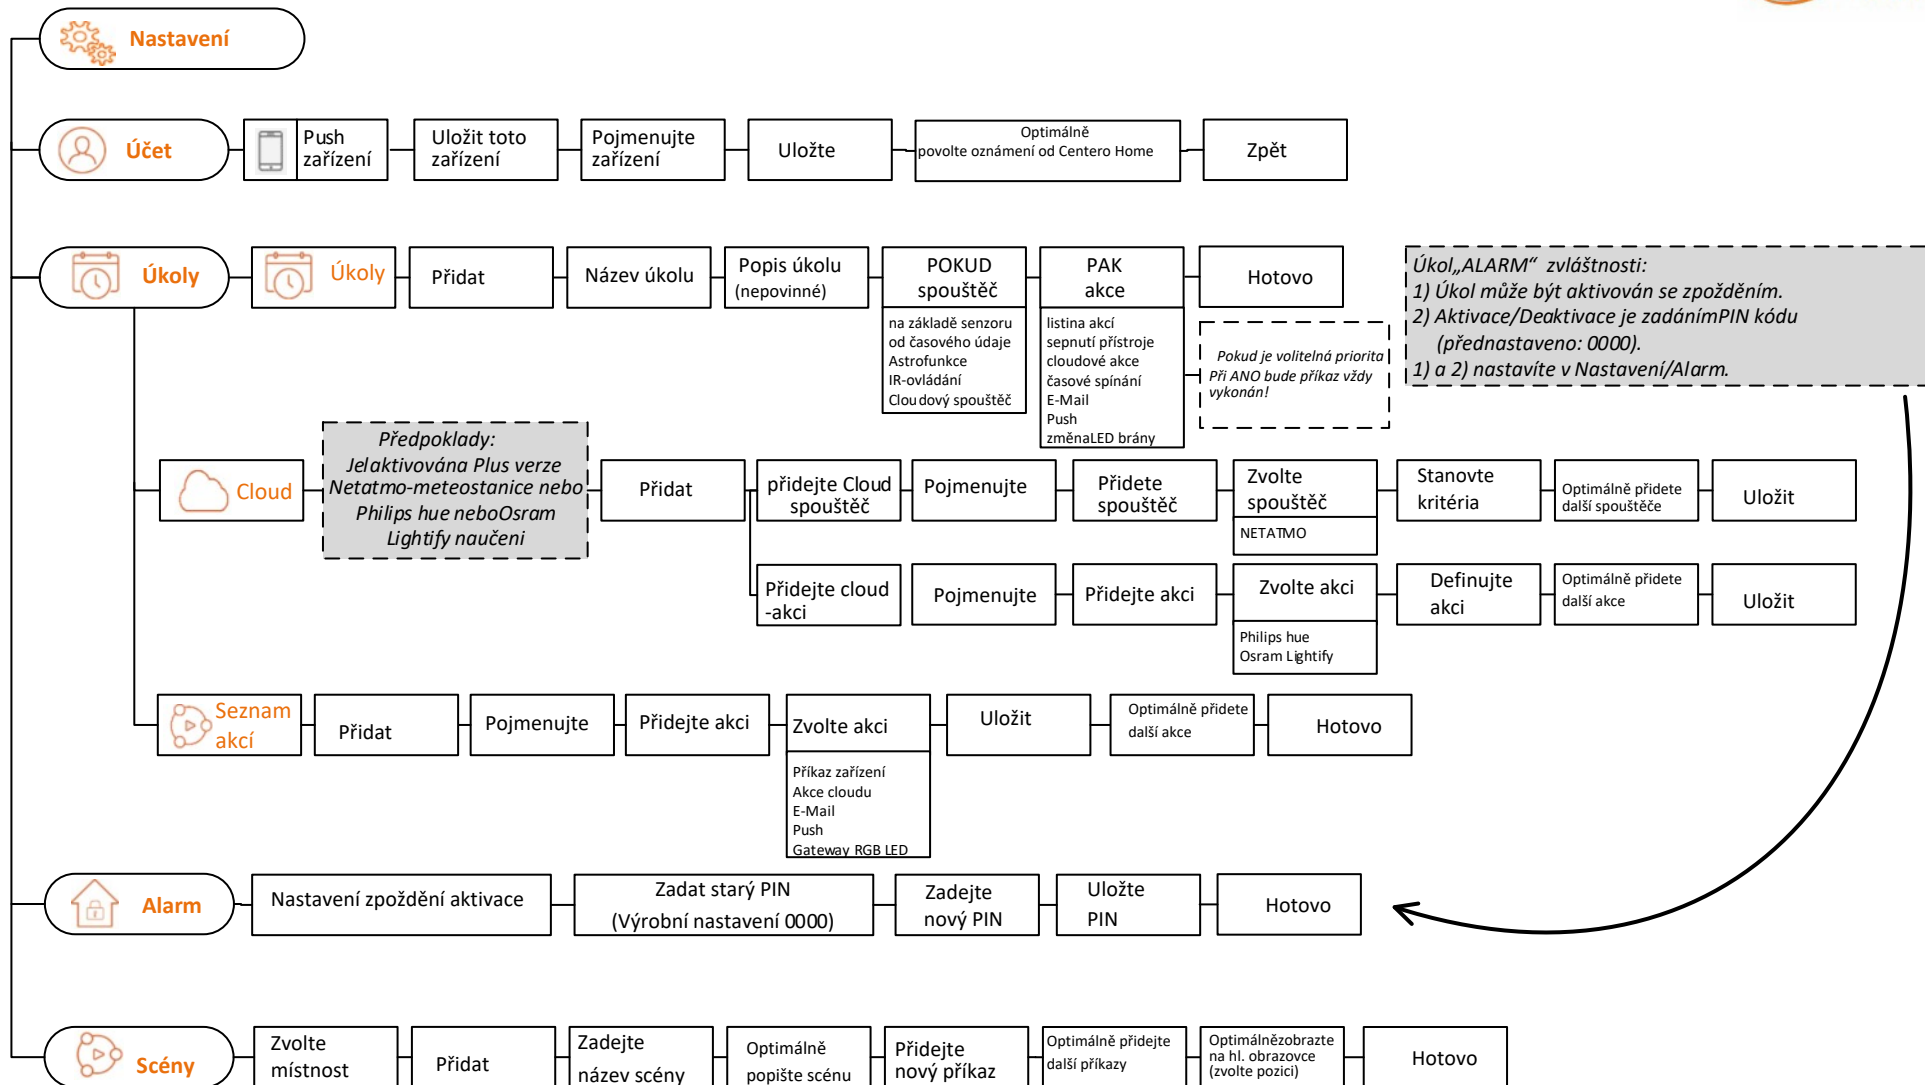 Nastavení
Účet
Push
zařízení
Uložit toto
zařízení
Pojmenujte
zařízení
Uložte
Optimálně
povolte oznámení od Centero Home
Zpět
Úkoly
Úkoly
Přidat
Název úkolu
Popis úkolu
(nepovinné)
POKUD
spouštěč
na základě senzoru
od časového údaje
Astrofunkce
IR-ovládání
Cloudový spouštěč
PAK
akce
listina akcí
sepnutí přístroje
cloudové akce
časové spínání
E-Mail
Push
změnaLED brány
Hotovo
Pokud je volitelná priorita
Při ANO bude příkaz vždy
vykonán!
Úkol„ALARM“ zvláštnosti:
1) Úkol může být aktivován se zpožděním.
2) Aktivace/Deaktivace je zadánímPIN kódu
(přednastaveno: 0000).
1) a 2) nastavíte v Nastavení/Alarm.
Cloud
Předpoklady:
Jelaktivována Plus verze
Netatmo-meteostanice nebo
Philips hue neboOsram
Lightify naučeni
Přidat
přidejte Cloud
spouštěč
Pojmenujte
Přidete
spouštěč
Zvolte
spouštěč
NETATMO
Stanovte
kritéria
Optimálně přidete
další spouštěče
Uložit
Přidejte cloud
-akci
Pojmenujte
Přidejte akci
Zvolte akci
Philips hue
Osram Lightify
Definujte
akci
Optimálně přidete
další akce
Uložit
Seznam
akcí
Přidat
Pojmenujte
Přidejte akci
Zvolte akci
Příkaz zařízení
Akce cloudu
E-Mail
Push
Gateway RGB LED
Uložit
Optimálně přidete
další akce
Hotovo
Alarm
Nastavení zpoždění aktivace
Zadat starý PIN
(Výrobní nastavení 0000)
Zadejte
nový PIN
Uložte
PIN
Hotovo
Scény
Zvolte
místnost
Přidat
Zadejte
název scény
Optimálně
popište scénu
Přidejte
nový příkaz
Optimálně přidejte
další příkazy
Optimálnězobrazte
na hl. obrazovce
(zvolte pozici)
Hotovo